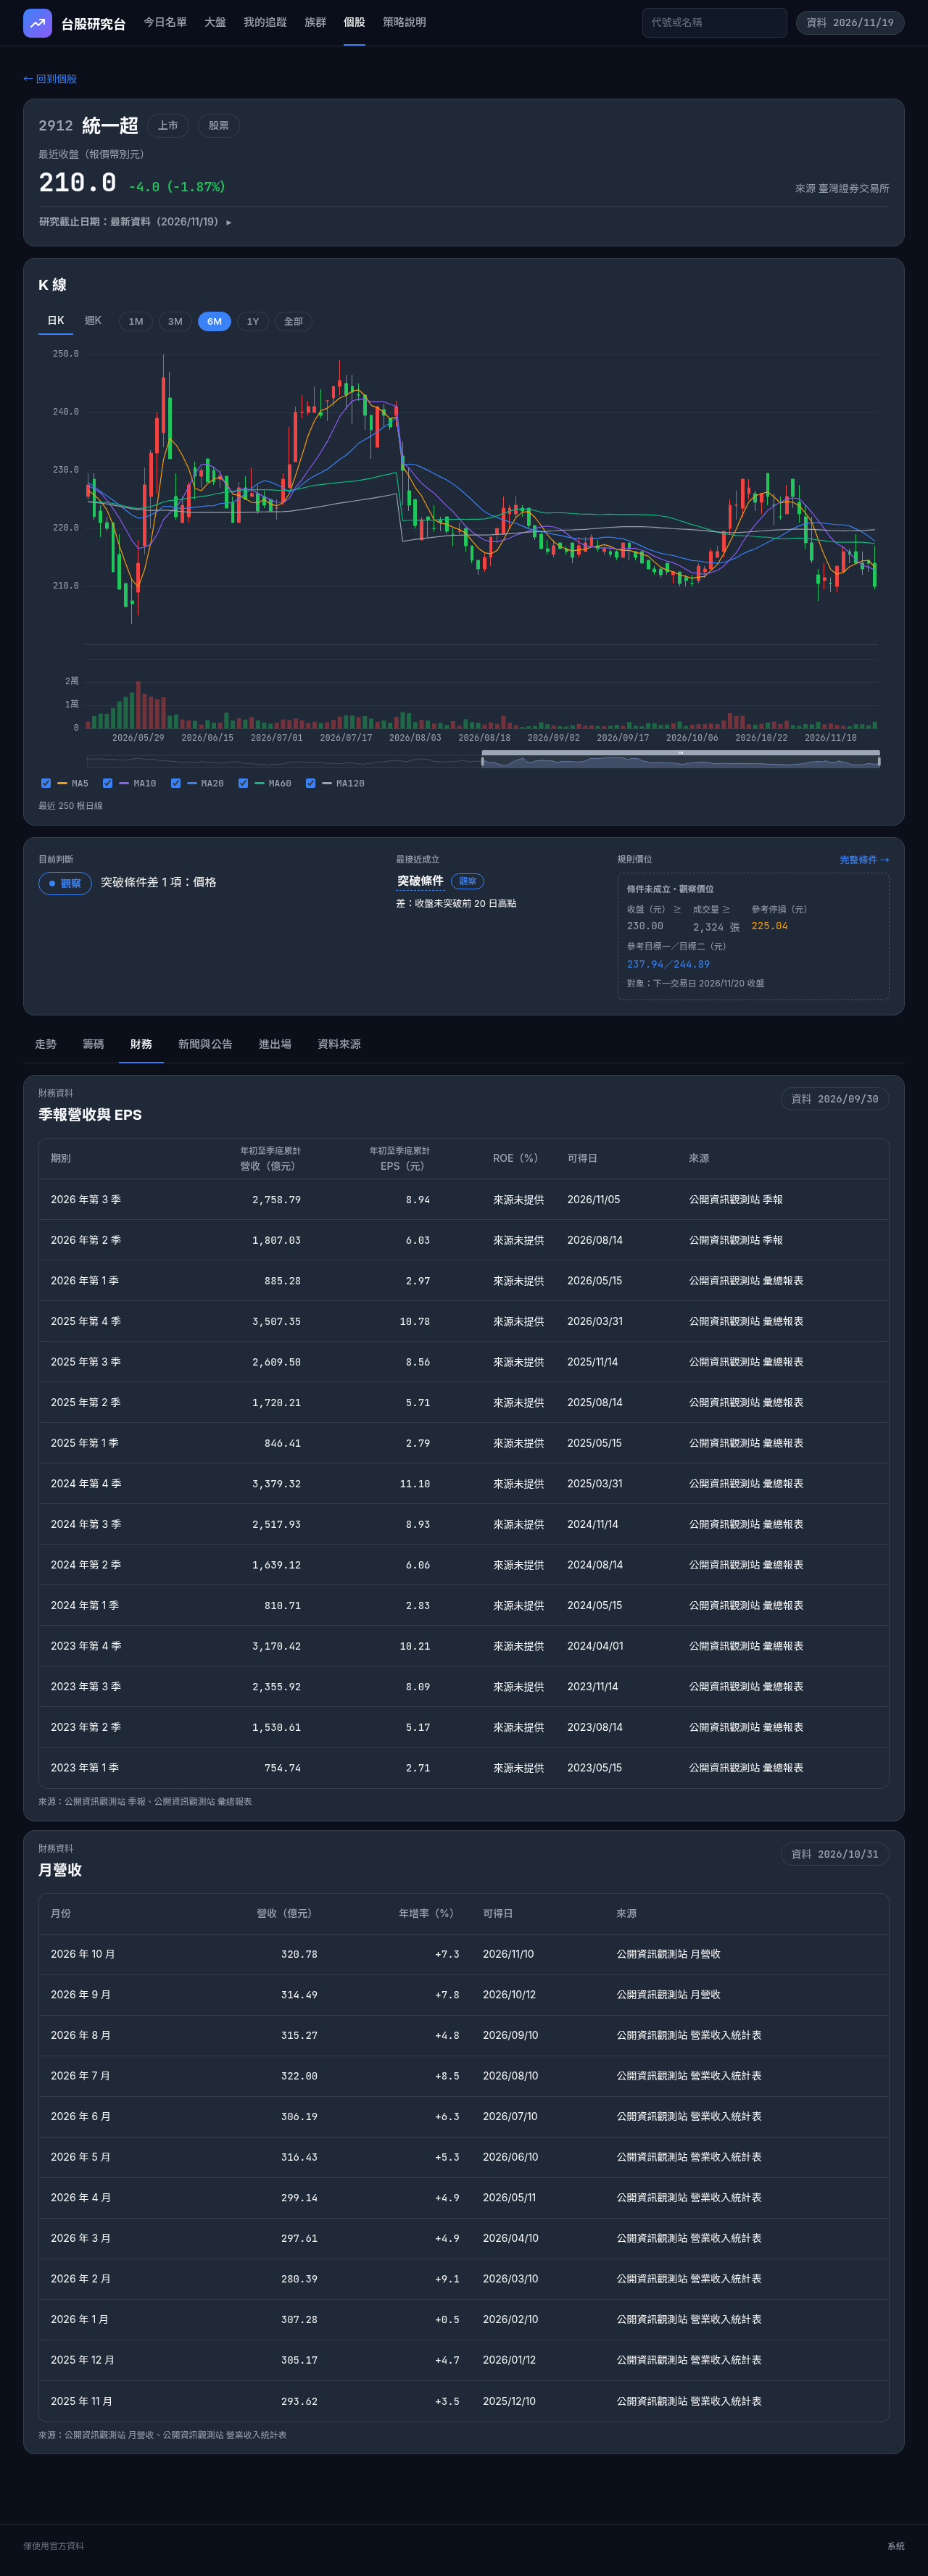 台股研究台 今日名單 大盤 我的追蹤 族群 個股 策略說明 代號或名稱 資料 2026/11/19
← 回到個股
2912 統一超 上市 股票
最近收盤（報價幣別元）
210.0 -4.0 (-1.87%) 來源 臺灣證券交易所
研究截止日期：最新資料（2026/11/19） ▸
K 線
日K 週K 1M 3M 6M 1Y 全部
250.0
240.0
230.0
220.0
210.0
2萬
1萬
0
2026/05/29 2026/06/15 2026/07/01 2026/07/17 2026/08/03 2026/08/18 2026/09/02 2026/09/17 2026/10/06 2026/10/22 2026/11/10
MA5 MA10 MA20 MA60 MA120
最近 250 根日線
目前判斷 最接近成立 規則價位 完整條件 →
觀察 突破條件差 1 項：價格 突破條件 觀察
差：收盤未突破前 20 日高點
條件未成立・觀察價位
收盤（元） ≥ 成交量 ≥ 參考停損（元）
230.00 2,324 張 225.04
參考目標一／目標二（元）
237.94／244.89
對象：下一交易日 2026/11/20 收盤
走勢 籌碼 財務 新聞與公告 進出場 資料來源
財務資料 資料 2026/09/30
季報營收與 EPS
期別 年初至季底累計 營收（億元） 年初至季底累計 EPS（元） ROE（%） 可得日 來源
2026 年第 3 季 2,758.79 8.94 來源未提供 2026/11/05 公開資訊觀測站 季報
2026 年第 2 季 1,807.03 6.03 來源未提供 2026/08/14 公開資訊觀測站 季報
2026 年第 1 季 885.28 2.97 來源未提供 2026/05/15 公開資訊觀測站 彙總報表
2025 年第 4 季 3,507.35 10.78 來源未提供 2026/03/31 公開資訊觀測站 彙總報表
2025 年第 3 季 2,609.50 8.56 來源未提供 2025/11/14 公開資訊觀測站 彙總報表
2025 年第 2 季 1,720.21 5.71 來源未提供 2025/08/14 公開資訊觀測站 彙總報表
2025 年第 1 季 846.41 2.79 來源未提供 2025/05/15 公開資訊觀測站 彙總報表
2024 年第 4 季 3,379.32 11.10 來源未提供 2025/03/31 公開資訊觀測站 彙總報表
2024 年第 3 季 2,517.93 8.93 來源未提供 2024/11/14 公開資訊觀測站 彙總報表
2024 年第 2 季 1,639.12 6.06 來源未提供 2024/08/14 公開資訊觀測站 彙總報表
2024 年第 1 季 810.71 2.83 來源未提供 2024/05/15 公開資訊觀測站 彙總報表
2023 年第 4 季 3,170.42 10.21 來源未提供 2024/04/01 公開資訊觀測站 彙總報表
2023 年第 3 季 2,355.92 8.09 來源未提供 2023/11/14 公開資訊觀測站 彙總報表
2023 年第 2 季 1,530.61 5.17 來源未提供 2023/08/14 公開資訊觀測站 彙總報表
2023 年第 1 季 754.74 2.71 來源未提供 2023/05/15 公開資訊觀測站 彙總報表
來源：公開資訊觀測站 季報、公開資訊觀測站 彙總報表
財務資料 資料 2026/10/31
月營收
月份 營收（億元） 年增率（%） 可得日 來源
2026 年 10 月 320.78 +7.3 2026/11/10 公開資訊觀測站 月營收
2026 年 9 月 314.49 +7.8 2026/10/12 公開資訊觀測站 月營收
2026 年 8 月 315.27 +4.8 2026/09/10 公開資訊觀測站 營業收入統計表
2026 年 7 月 322.00 +8.5 2026/08/10 公開資訊觀測站 營業收入統計表
2026 年 6 月 306.19 +6.3 2026/07/10 公開資訊觀測站 營業收入統計表
2026 年 5 月 316.43 +5.3 2026/06/10 公開資訊觀測站 營業收入統計表
2026 年 4 月 299.14 +4.9 2026/05/11 公開資訊觀測站 營業收入統計表
2026 年 3 月 297.61 +4.9 2026/04/10 公開資訊觀測站 營業收入統計表
2026 年 2 月 280.39 +9.1 2026/03/10 公開資訊觀測站 營業收入統計表
2026 年 1 月 307.28 +0.5 2026/02/10 公開資訊觀測站 營業收入統計表
2025 年 12 月 305.17 +4.7 2026/01/12 公開資訊觀測站 營業收入統計表
2025 年 11 月 293.62 +3.5 2025/12/10 公開資訊觀測站 營業收入統計表
來源：公開資訊觀測站 月營收、公開資訊觀測站 營業收入統計表
僅使用官方資料 系統